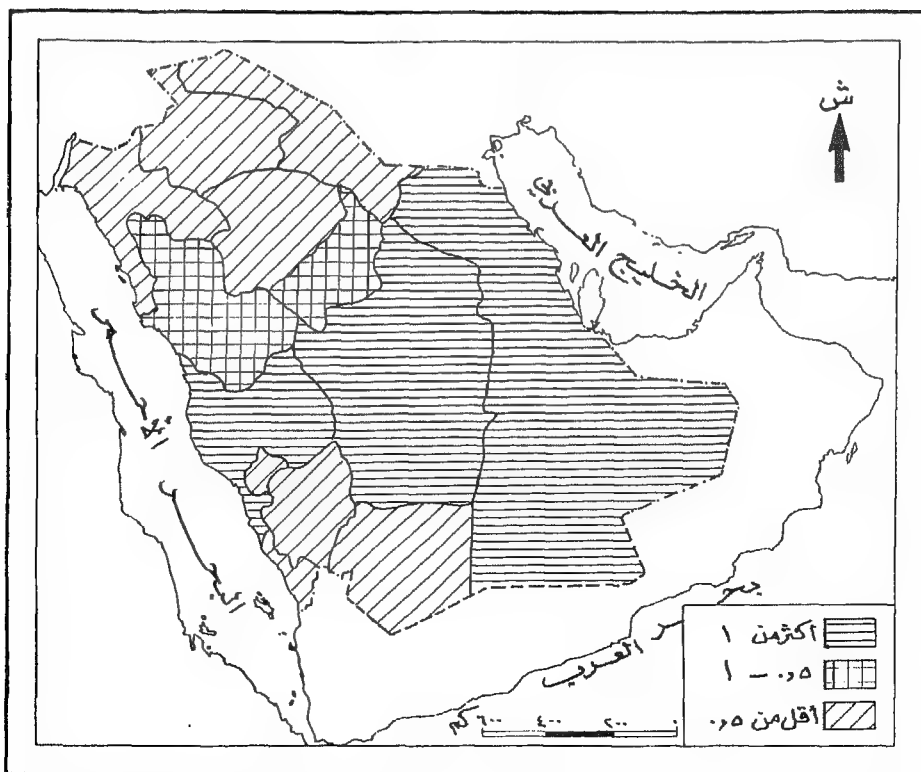 ش
الخليج العربي
البحر
الأحمر
بحر العرب
أكثر من ١
٠,٥ – ١
أقل من ٠,٥
٠ ٢٠٠ ٤٠٠ ٦٠٠ كم